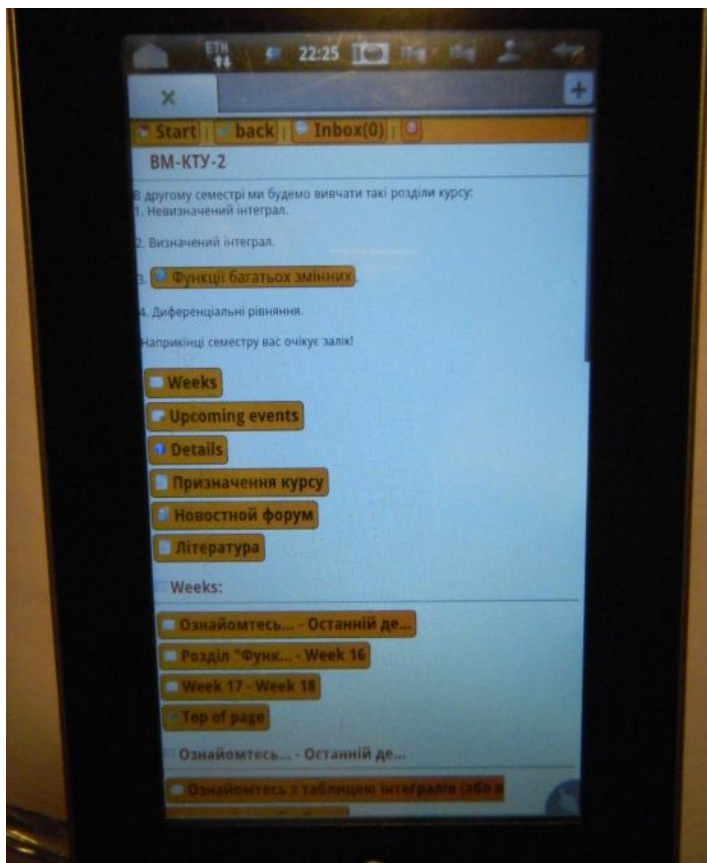 ETH 22:25
Start | back | Inbox(0) |
ВМ-КТУ-2
В другому семестрі ми будемо вивчати такі розділи курсу:
1. Невизначений інтеграл.
2. Визначений інтеграл.
3. Функції багатьох змінних.
4. Диференціальні рівняння.
Наприкінці семестру вас очікує залік!
Weeks
Upcoming events
Details
Призначення курсу
Новостной форум
Література
Weeks:
Ознайомтесь... - Останній де...
Розділ "Функ... - Week 16
Week 17 - Week 18
Top of page
Ознайомтесь... - Останній де...
Ознайомтесь з таблицею інтегралів (або